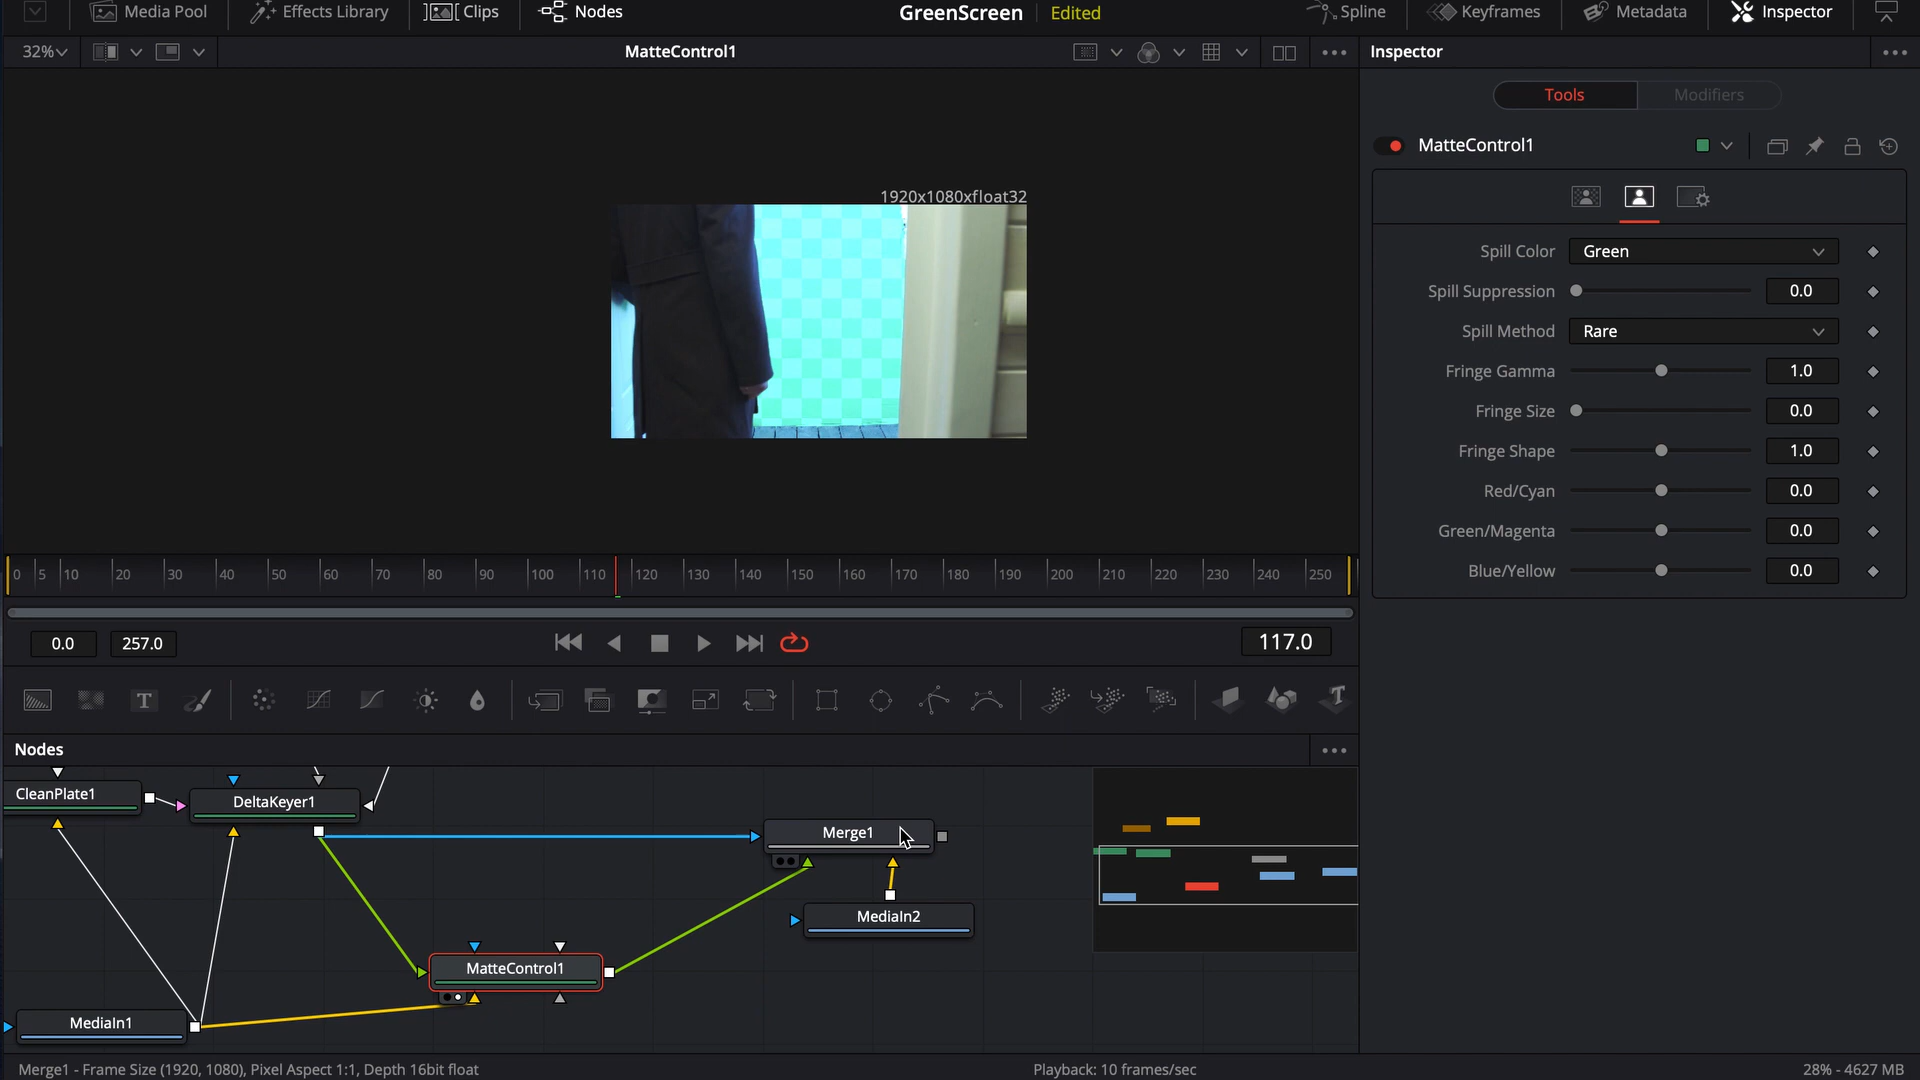 Media Pool
Effects Library
Clips
Nodes
GreenScreen
Edited
Spline
Keyframes
Metadata
Inspector
32%
MatteControl1
Inspector
Tools
Modifiers
MatteControl1
1920x1080xfloat32
Spill Color
Green
Spill Suppression
0.0
Spill Method
Rare
Fringe Gamma
1.0
Fringe Size
0.0
Fringe Shape
1.0
Red/Cyan
0.0
Green/Magenta
0.0
Blue/Yellow
0.0
0 5 10 20 30 40 50 60 70 80 90 100 110 120 130 140 150 160 170 180 190 200 210 220 230 240 250
0.0
257.0
117.0
T
T
Nodes
CleanPlate1
DeltaKeyer1
Merge1
MediaIn2
MatteControl1
MediaIn1
Merge1 - Frame Size (1920, 1080), Pixel Aspect 1:1, Depth 16bit float
Playback: 10 frames/sec
28% - 4627 MB